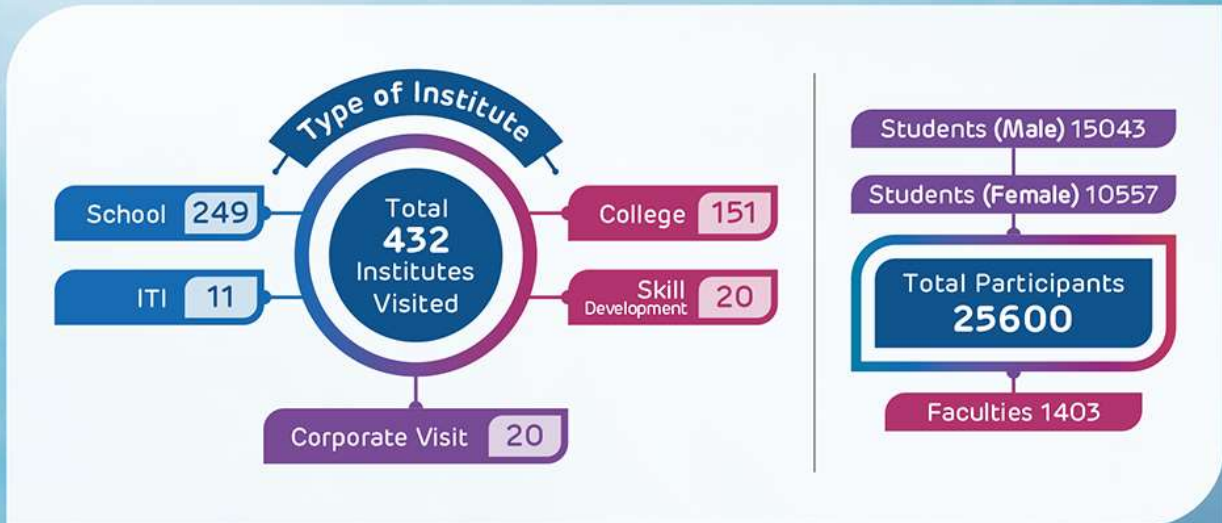 Type of Institute
School 249
ITI 11
Total
432
Institutes
Visited
College 151
Skill
Development 20
Corporate Visit 20
Students (Male) 15043
Students (Female) 10557
Total Participants
25600
Faculties 1403